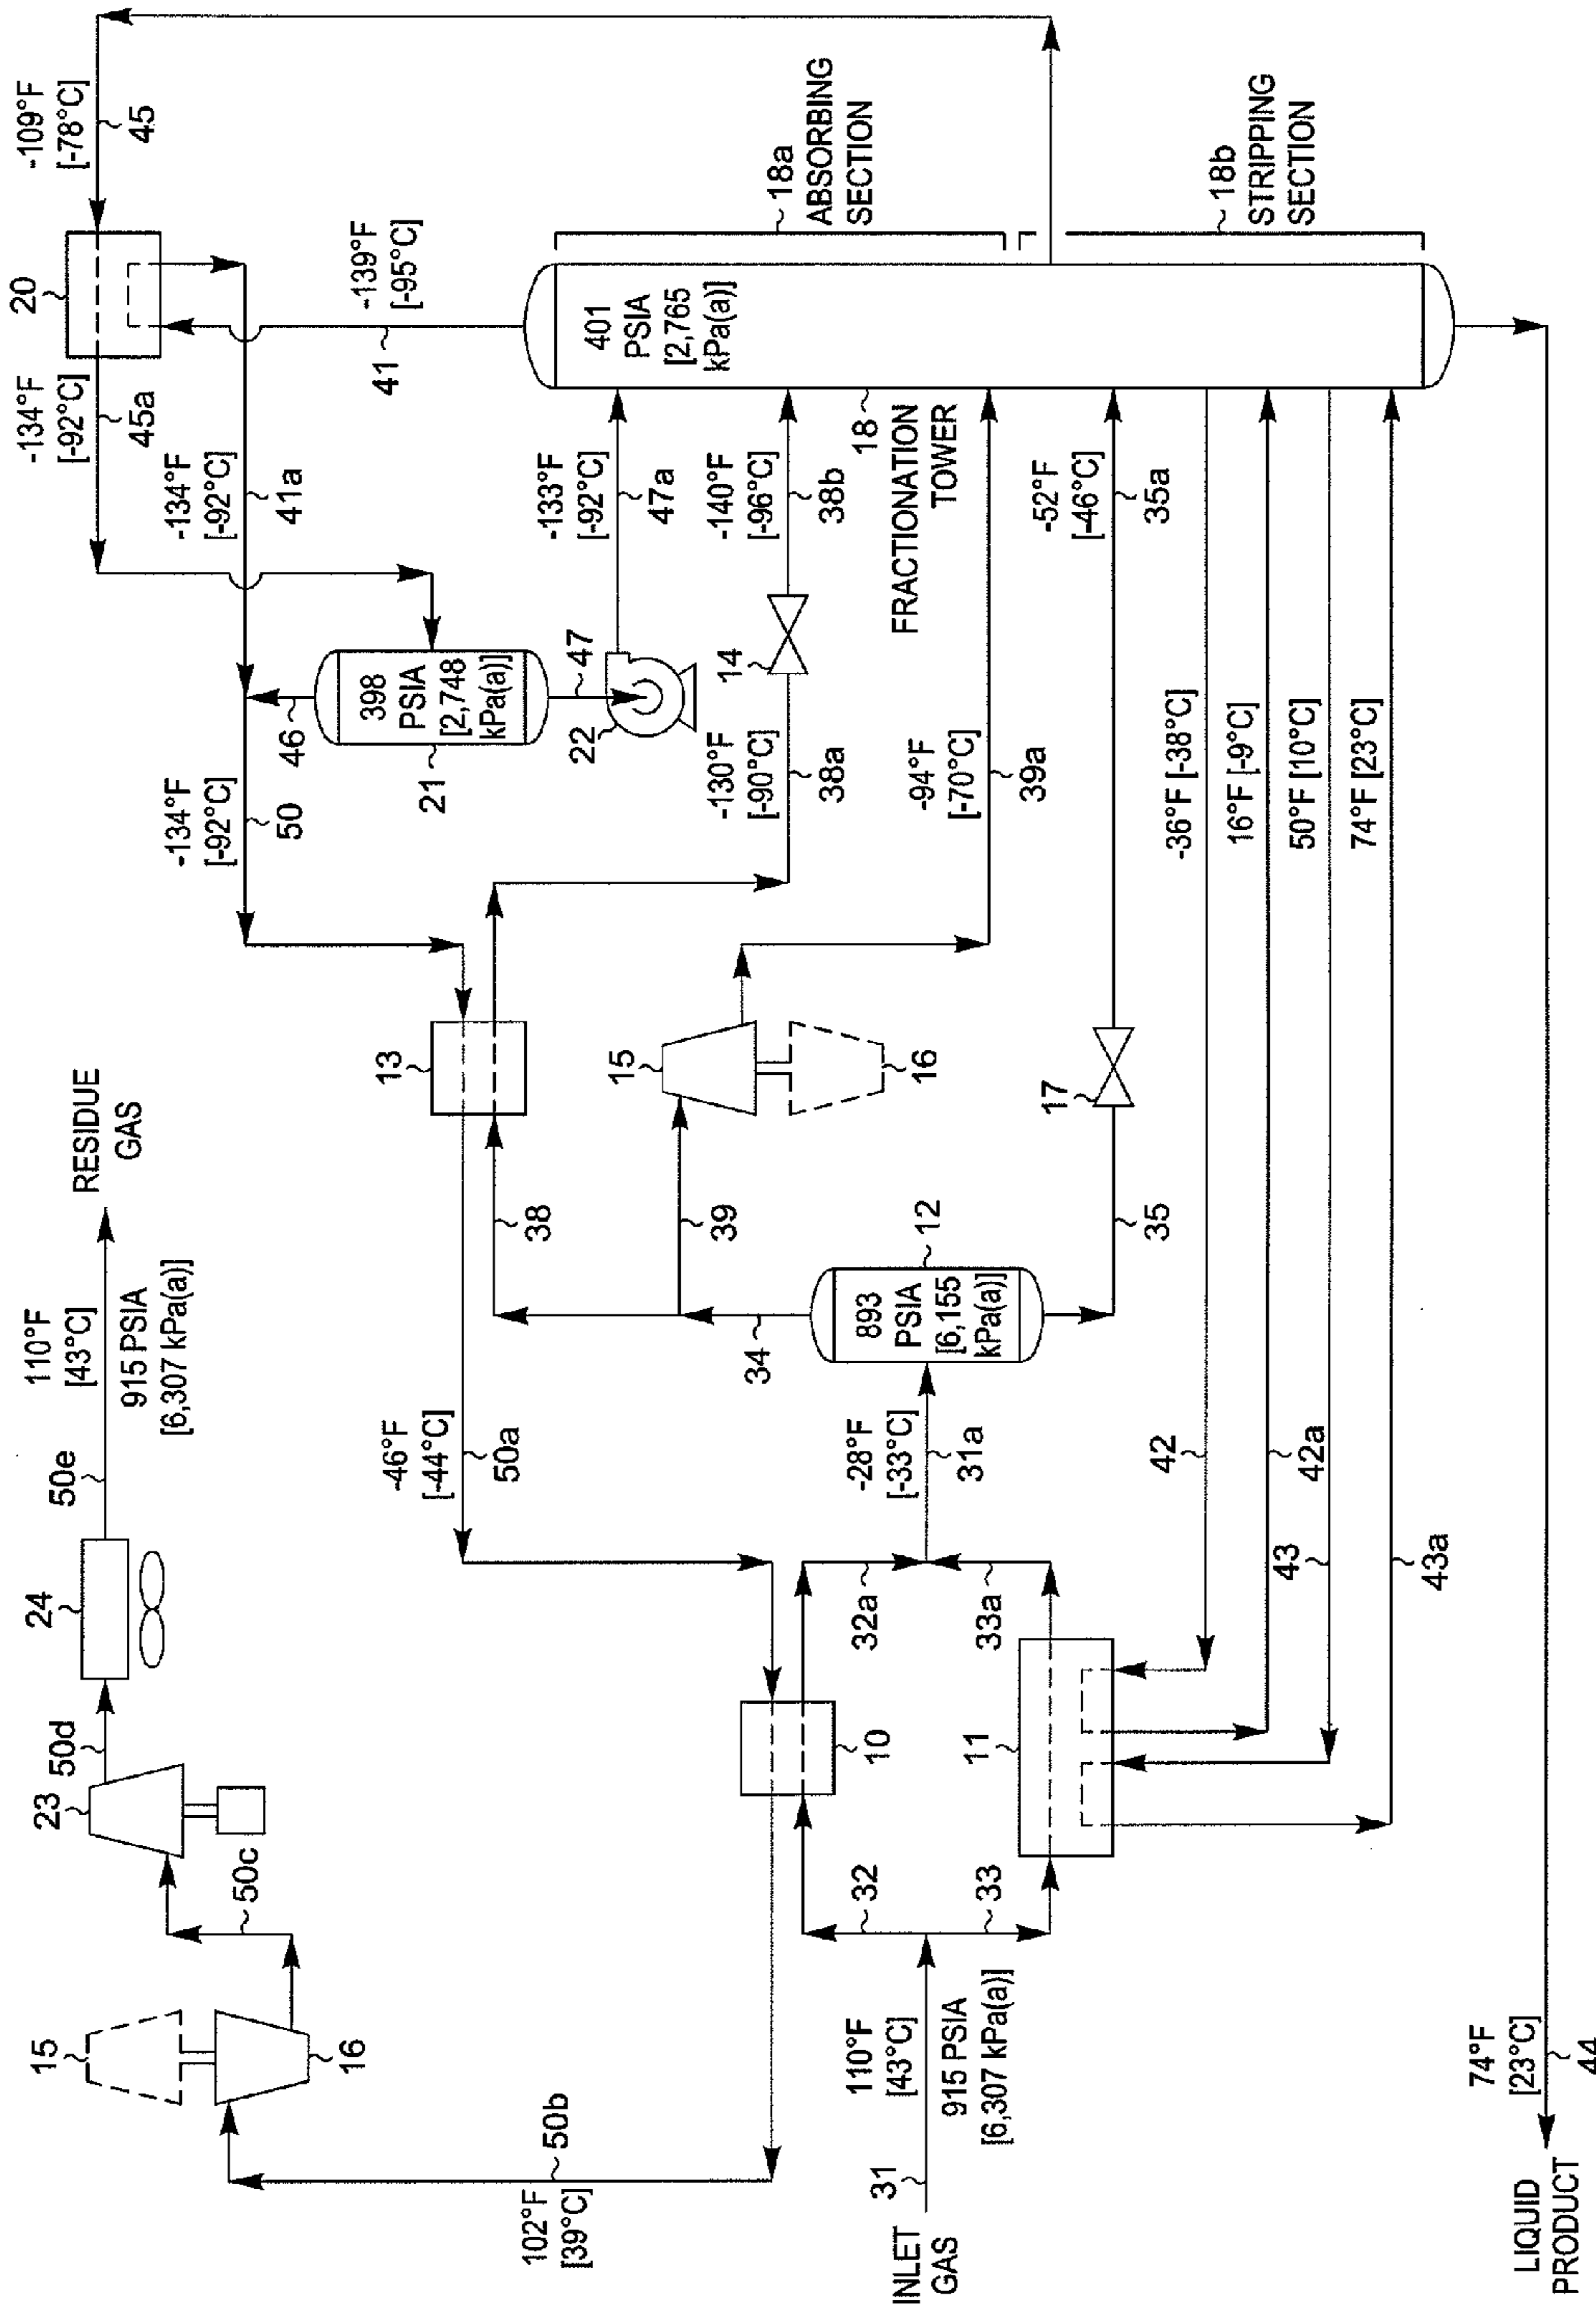 RESIDUE
GAS
110°F
[43°C]
915 PSIA
[6,307 kPa(a)]
50e
24
50d
23
50c
15
16
50b
102°F
[39°C]
-46°F
[-44°C]
50a
13
-134°F
[-92°C]
50
46
398
PSIA
[2,748
kPa(a)]
21
47
22
-134°F
[-92°C]
41a
-134°F
[-92°C]
45a
20
-109°F
[-78°C]
45
-139°F
[-95°C]
41
-133°F
[-92°C]
47a
-140°F
[-96°C]
38b
14
-130°F
[-90°C]
38a
38
39
15
16
-94°F
[-70°C]
39a
401
PSIA
[2,765
kPa(a)]
18
FRACTIONATION
TOWER
18a
ABSORBING
SECTION
18b
STRIPPING
SECTION
-52°F
[-46°C]
35a
17
35
34
893
PSIA
[6,155
kPa(a)]
12
-28°F
[-33°C]
31a
32a
33a
10
11
32
33
INLET
GAS
31
110°F
[43°C]
915 PSIA
[6,307 kPa(a)]
-36°F [-38°C]
42
16°F [-9°C]
42a
50°F [10°C]
43
74°F [23°C]
43a
74°F
[23°C]
44
LIQUID
PRODUCT